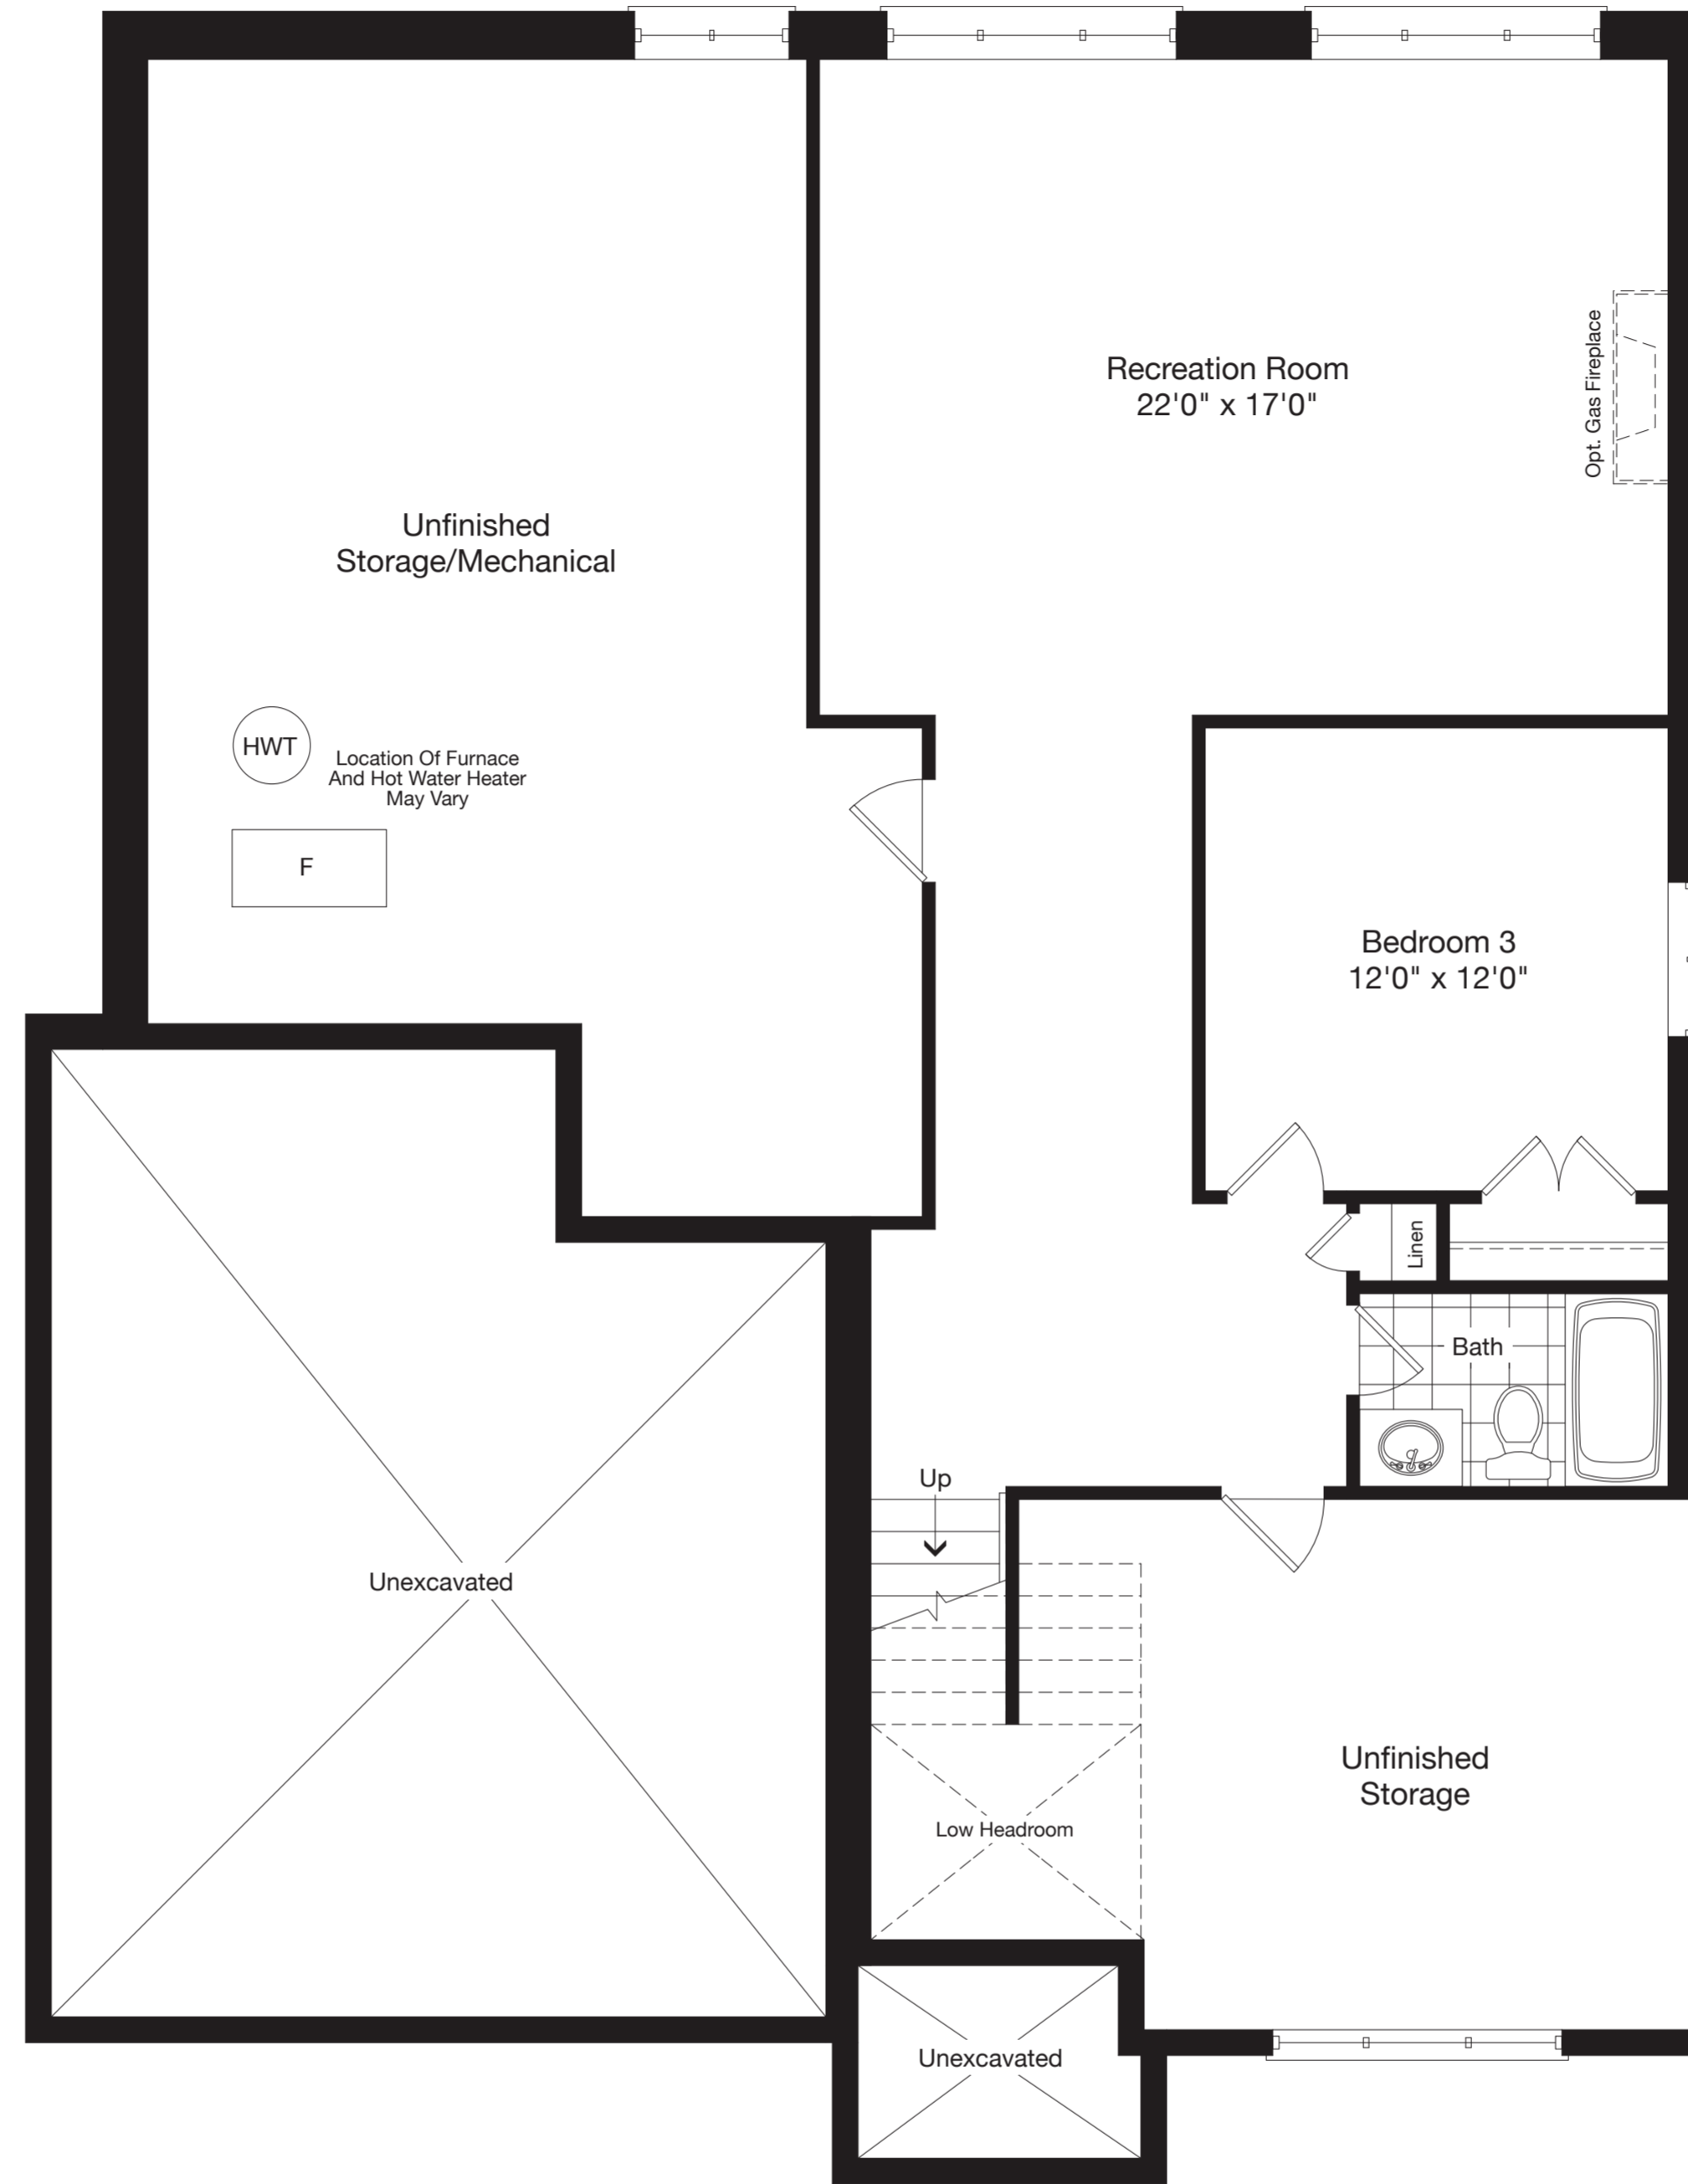 Recreation Room
22'0" x 17'0"
Opt. Gas Fireplace
Unfinished
Storage/Mechanical
HWT
Location Of Furnace
And Hot Water Heater
May Vary
F
Bedroom 3
12'0" x 12'0"
Linen
Bath
Up
Unexcavated
Unfinished
Storage
Low Headroom
Unexcavated